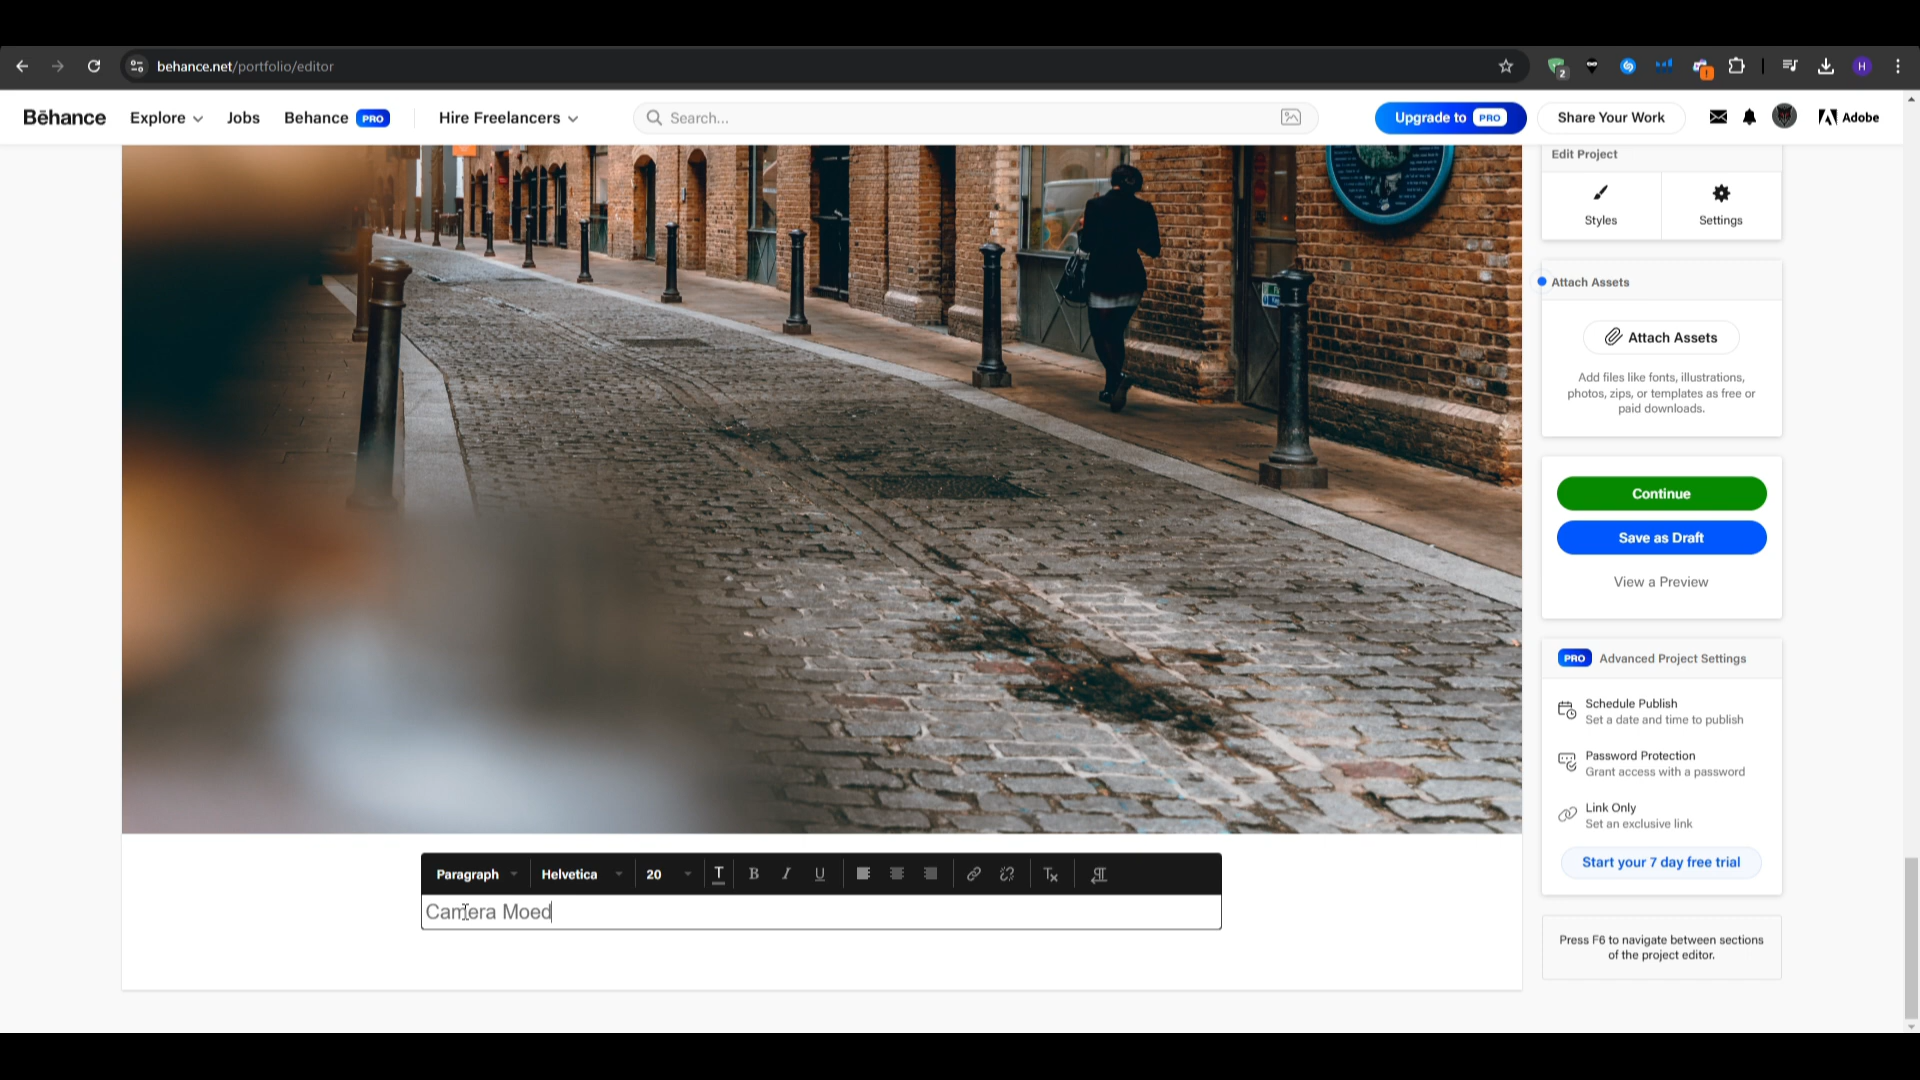 behance.net/portfolio/editor
2
H
Bēhance
Explore
Jobs
Behance PRO
Hire Freelancers
Search...
Upgrade to PRO
Share Your Work
Adobe
Edit Project
Styles
Settings
Attach Assets
Attach Assets
Add files like fonts, illustrations,
photos, zips, or templates as free or
paid downloads.
Continue
Save as Draft
View a Preview
PRO Advanced Project Settings
Schedule Publish
Set a date and time to publish
Password Protection
Grant access with a password
Link Only
Set an exclusive link
Start your 7 day free trial
Press F6 to navigate between sections
of the project editor.
Paragraph Helvetica 20 T B I U Tx
Camera Moed